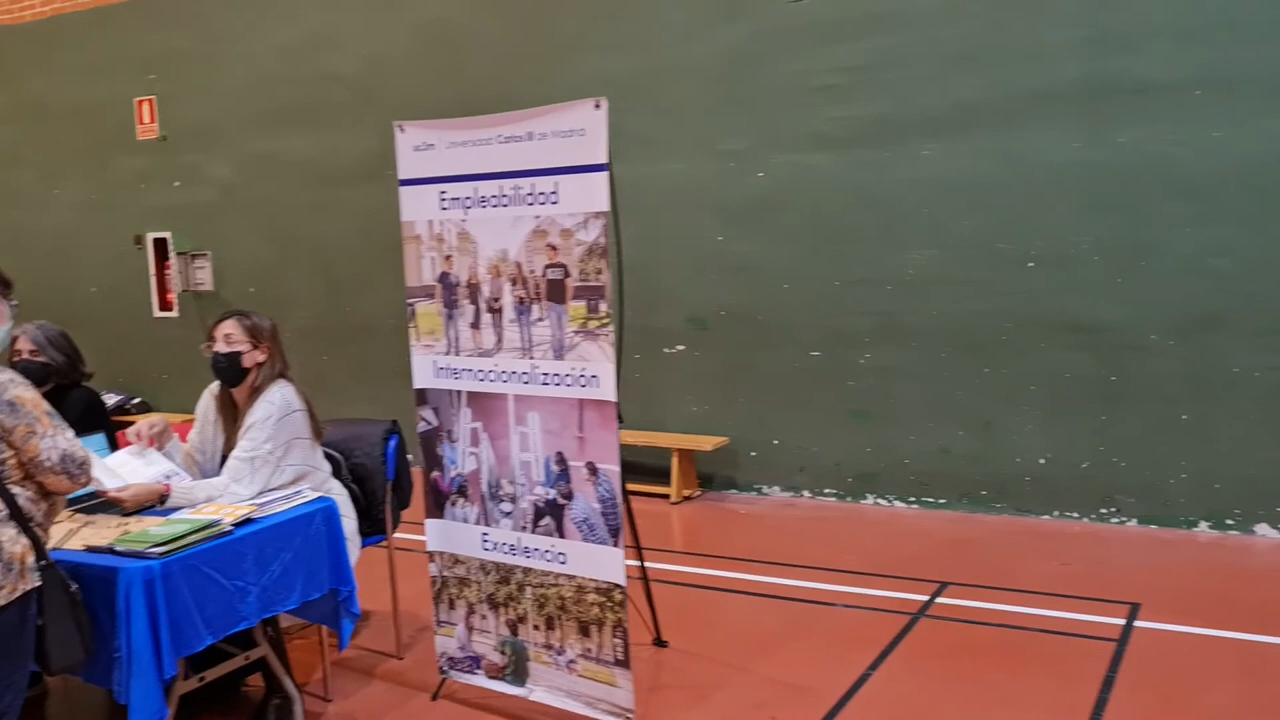 uc3m | Universidad Carlos III de Madrid
Empleabilidad
Internacionalización
Excelencia